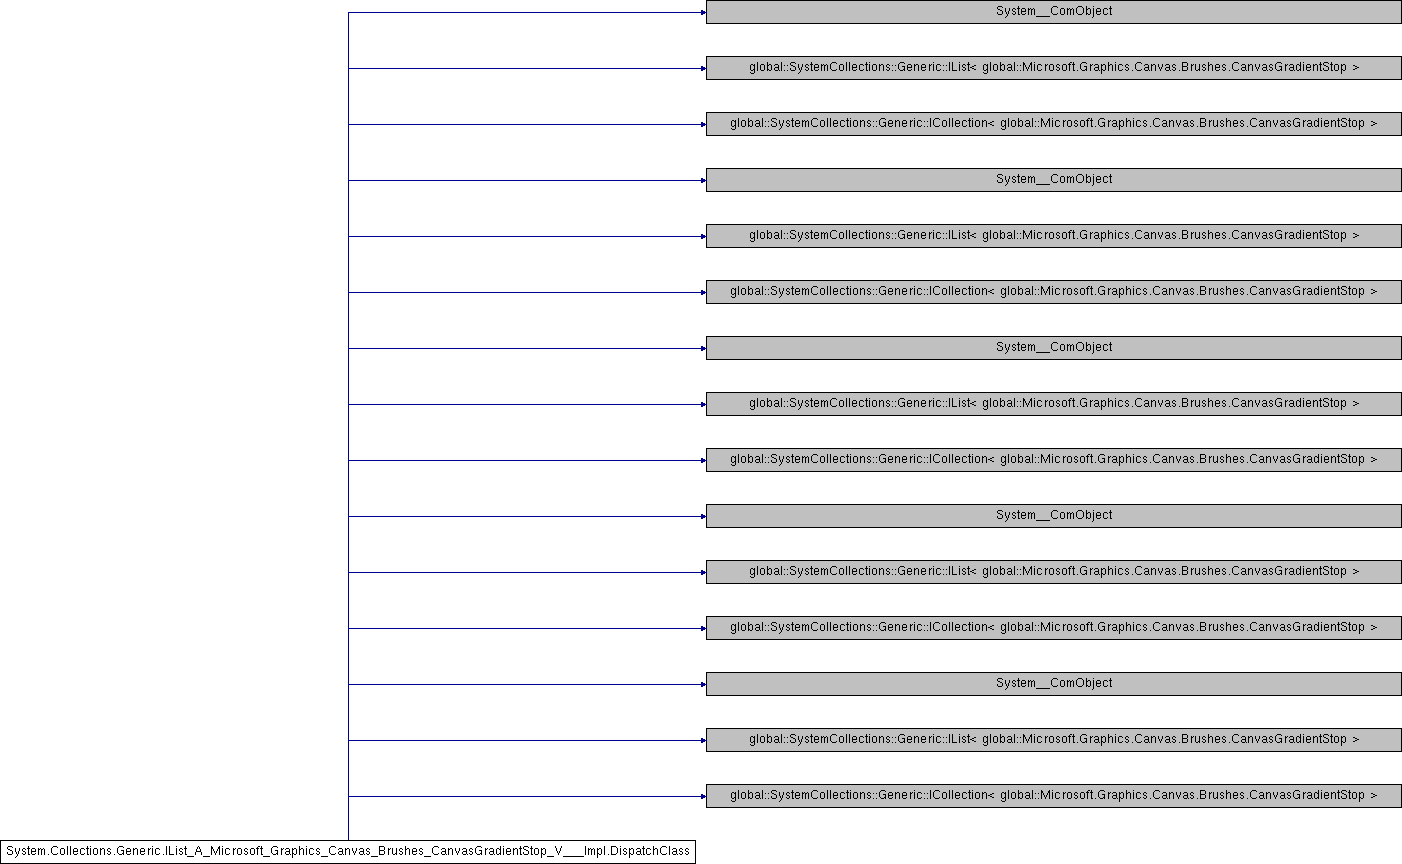 System__ComObject
global::SystemCollections::Generic::IList< global::Microsoft.Graphics.Canvas.Brushes.CanvasGradientStop >
global::SystemCollections::Generic::ICollection< global::Microsoft.Graphics.Canvas.Brushes.CanvasGradientStop >
System__ComObject
global::SystemCollections::Generic::IList< global::Microsoft.Graphics.Canvas.Brushes.CanvasGradientStop >
global::SystemCollections::Generic::ICollection< global::Microsoft.Graphics.Canvas.Brushes.CanvasGradientStop >
System__ComObject
global::SystemCollections::Generic::IList< global::Microsoft.Graphics.Canvas.Brushes.CanvasGradientStop >
global::SystemCollections::Generic::ICollection< global::Microsoft.Graphics.Canvas.Brushes.CanvasGradientStop >
System__ComObject
global::SystemCollections::Generic::IList< global::Microsoft.Graphics.Canvas.Brushes.CanvasGradientStop >
global::SystemCollections::Generic::ICollection< global::Microsoft.Graphics.Canvas.Brushes.CanvasGradientStop >
System__ComObject
global::SystemCollections::Generic::IList< global::Microsoft.Graphics.Canvas.Brushes.CanvasGradientStop >
global::SystemCollections::Generic::ICollection< global::Microsoft.Graphics.Canvas.Brushes.CanvasGradientStop >
System.Collections.Generic.IList_A_Microsoft_Graphics_Canvas_Brushes_CanvasGradientStop_V___Impl.DispatchClass